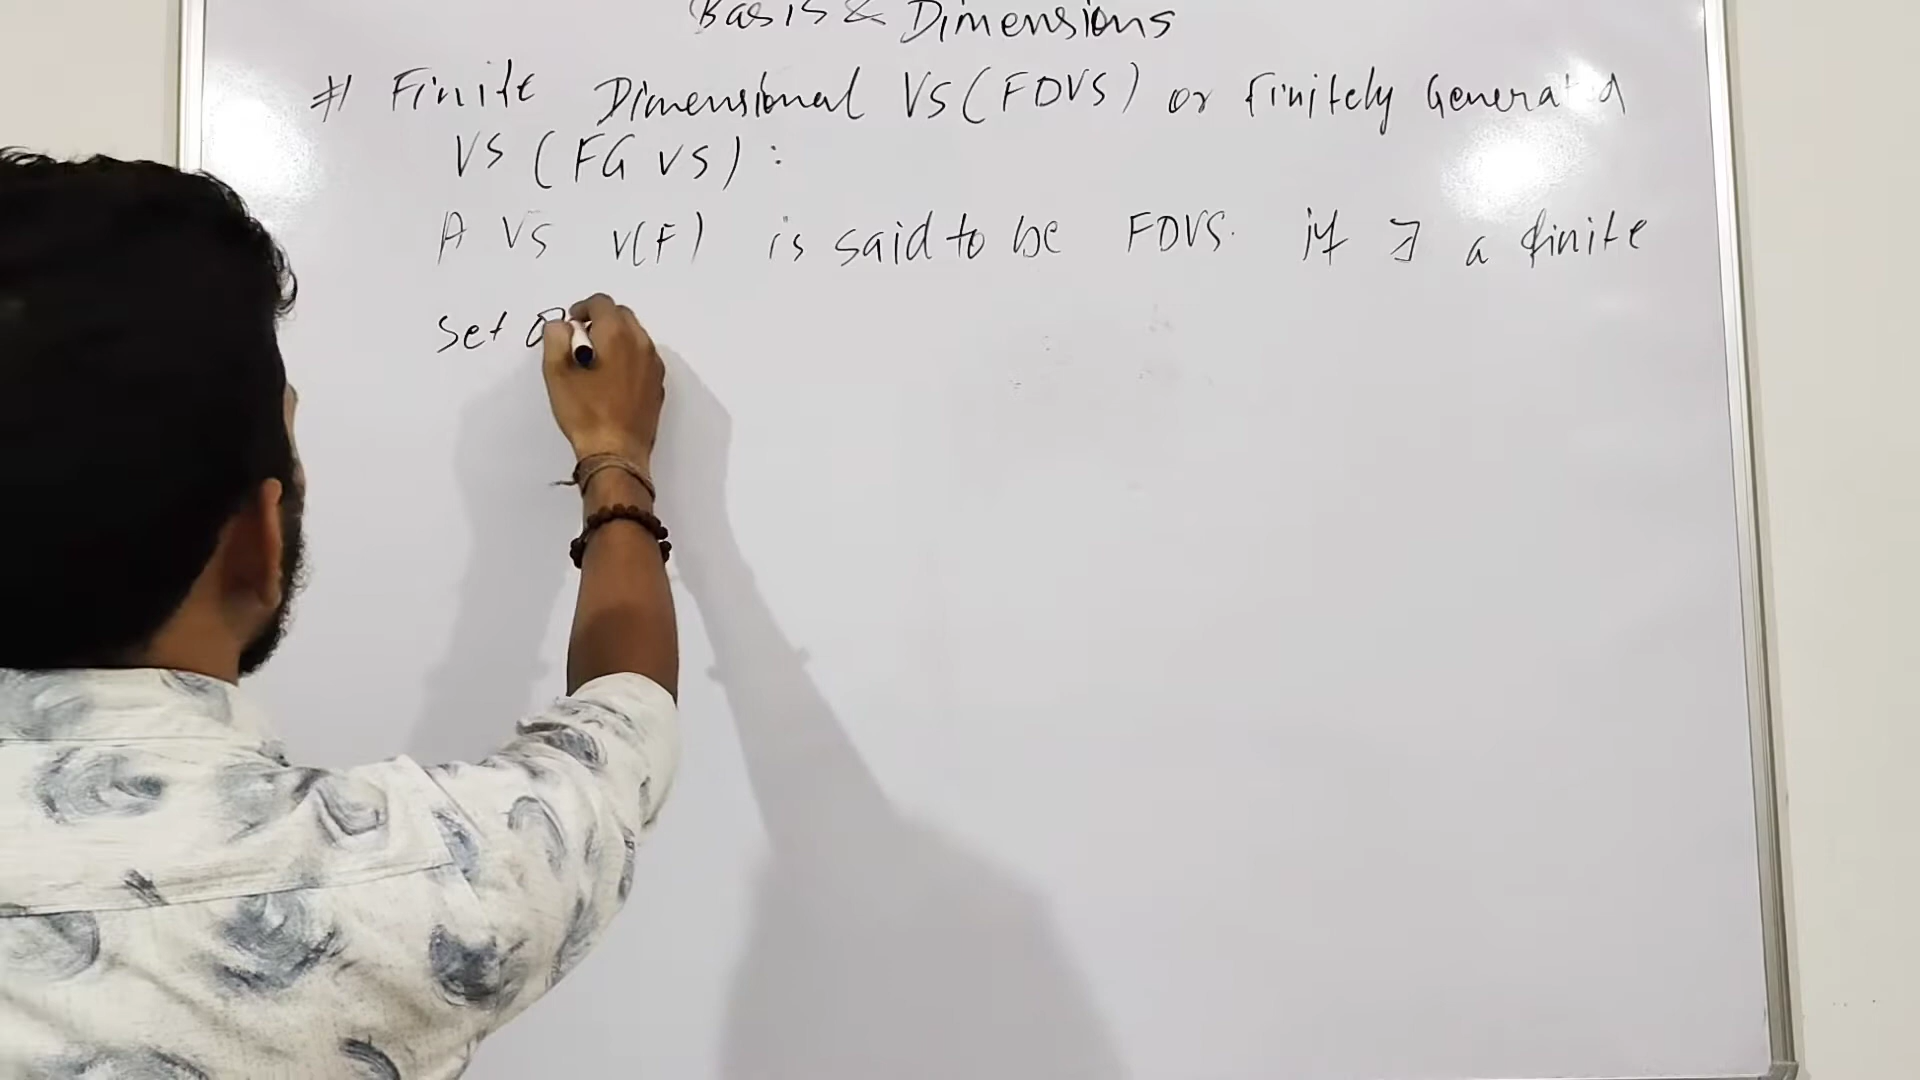 Basis & Dimensions
# Finite Dimensional VS (FDVS) or Finitely Generated
VS (FG VS) :
A VS V(F) is said to be FDVS. if ∃ a finite
set